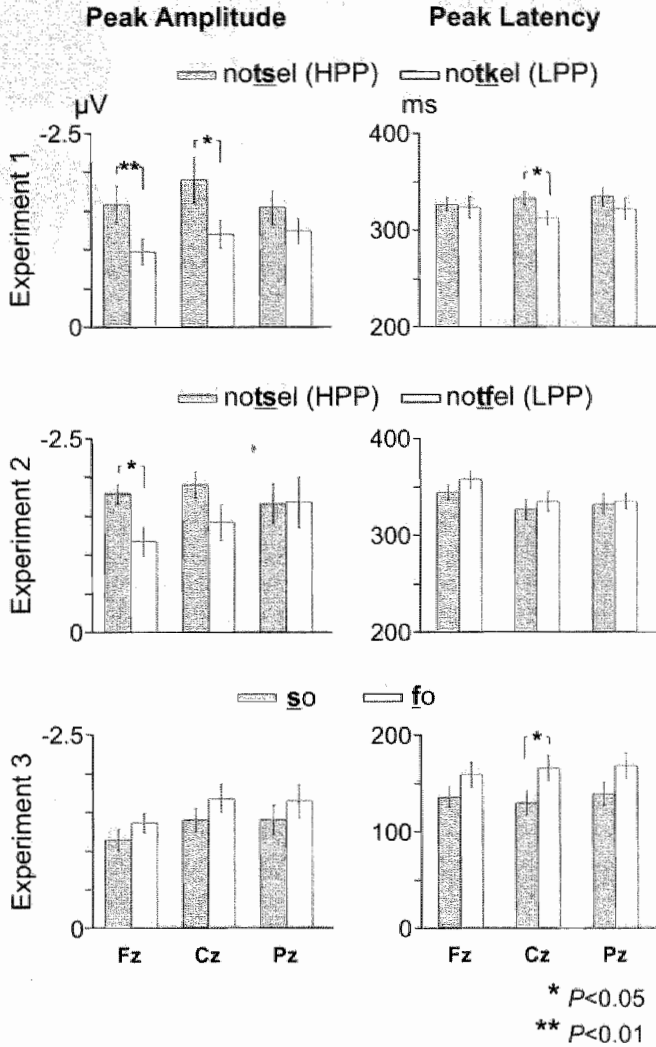 Peak Amplitude Peak Latency
notsel (HPP) notkel (LPP)
µV ms
Experiment 1
-2.5
0
** *
400
300
200
*
notsel (HPP) notfel (LPP)
Experiment 2
-2.5
0
*
400
300
200
so fo
Experiment 3
-2.5
0
200
100
0
*
Fz Cz Pz Fz Cz Pz
* P<0.05
** P<0.01